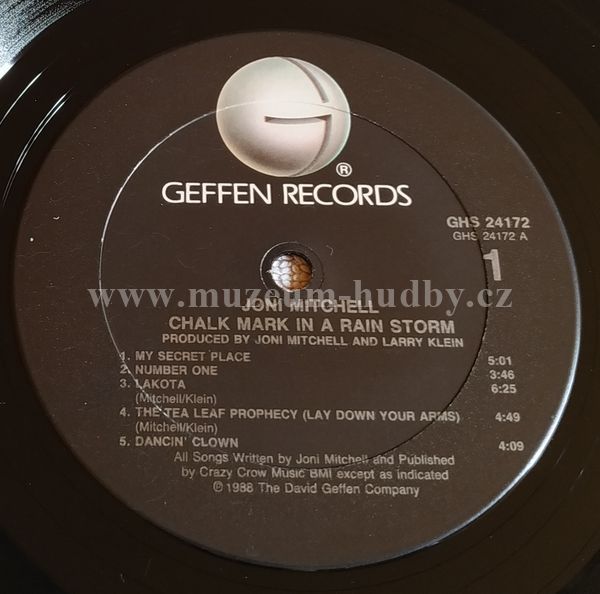 ®
GEFFEN RECORDS
GHS 24172
GHS 24172 A
1
www.muzeum-hudby.cz
JONI MITCHELL
CHALK MARK IN A RAIN STORM
PRODUCED BY JONI MITCHELL AND LARRY KLEIN
1. MY SECRET PLACE 5:01
2. NUMBER ONE 3:46
3. LAKOTA 6:25
(Mitchell/Klein)
4. THE TEA LEAF PROPHECY (LAY DOWN YOUR ARMS) 4:49
(Mitchell/Klein)
5. DANCIN' CLOWN 4:09
All Songs Written by Joni Mitchell and Published
by Crazy Crow Music BMI except as indicated
℗ 1988 The David Geffen Company